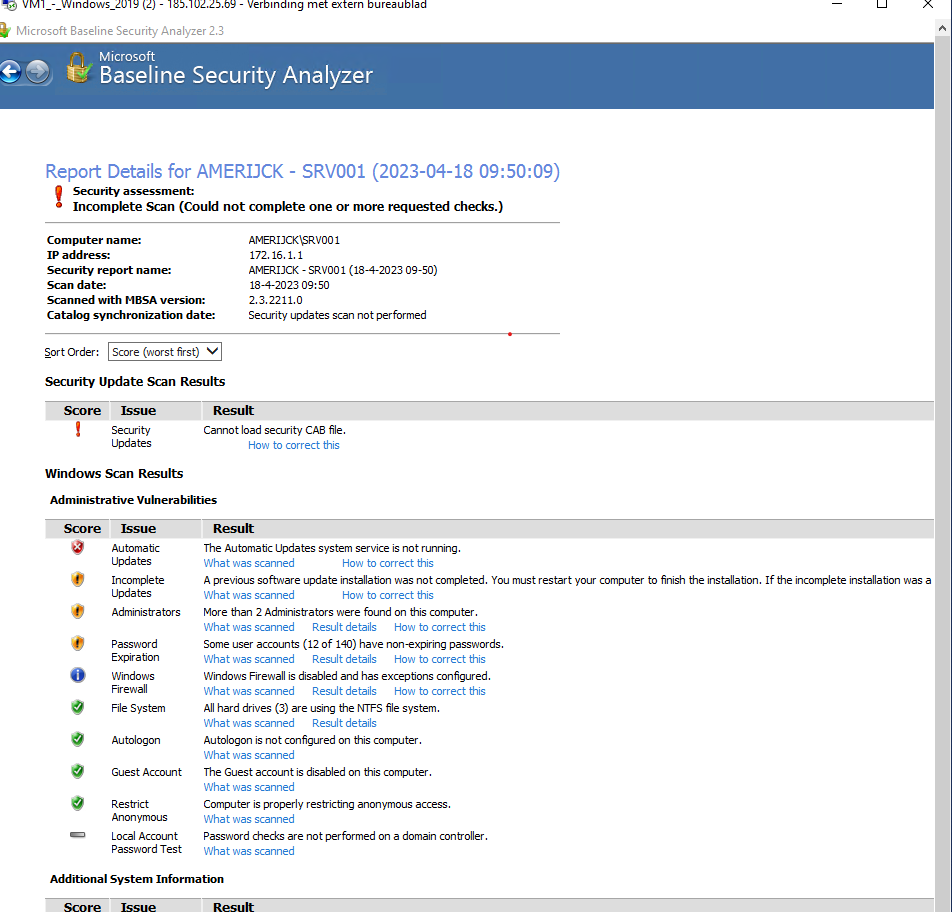 VM1_-_Windows_2019 (2) - 185.102.25.69 - Verbinding met extern bureaublad
Microsoft Baseline Security Analyzer 2.3
Microsoft
Baseline Security Analyzer
Report Details for AMERIJCK - SRV001 (2023-04-18 09:50:09)
Security assessment:
Incomplete Scan (Could not complete one or more requested checks.)
Computer name: AMERIJCK\SRV001
IP address: 172.16.1.1
Security report name: AMERIJCK - SRV001 (18-4-2023 09-50)
Scan date: 18-4-2023 09:50
Scanned with MBSA version: 2.3.2211.0
Catalog synchronization date: Security updates scan not performed
Sort Order: Score (worst first)
Security Update Scan Results
Score Issue Result
Security Cannot load security CAB file.
Updates How to correct this
Windows Scan Results
Administrative Vulnerabilities
Score Issue Result
Automatic The Automatic Updates system service is not running.
Updates What was scanned How to correct this
Incomplete A previous software update installation was not completed. You must restart your computer to finish the installation. If the incomplete installation was a
Updates What was scanned How to correct this
Administrators More than 2 Administrators were found on this computer.
What was scanned Result details How to correct this
Password Some user accounts (12 of 140) have non-expiring passwords.
Expiration What was scanned Result details How to correct this
Windows Windows Firewall is disabled and has exceptions configured.
Firewall What was scanned Result details How to correct this
File System All hard drives (3) are using the NTFS file system.
What was scanned Result details
Autologon Autologon is not configured on this computer.
What was scanned
Guest Account The Guest account is disabled on this computer.
What was scanned
Restrict Computer is properly restricting anonymous access.
Anonymous What was scanned
Local Account Password checks are not performed on a domain controller.
Password Test What was scanned
Additional System Information
Score Issue Result